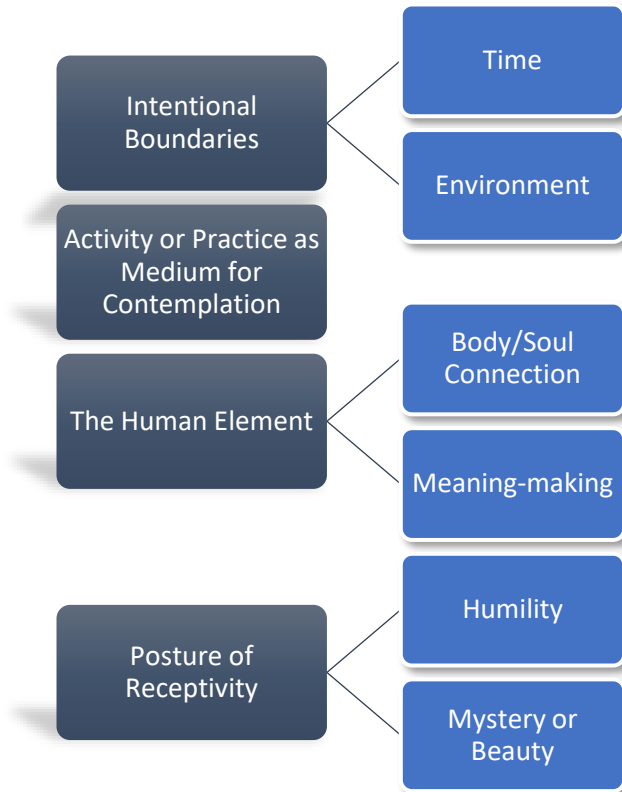 Intentional
Boundaries
Time
Environment
Activity or Practice as
Medium for
Contemplation
The Human Element
Body/Soul
Connection
Meaning-making
Posture of
Receptivity
Humility
Mystery or
Beauty